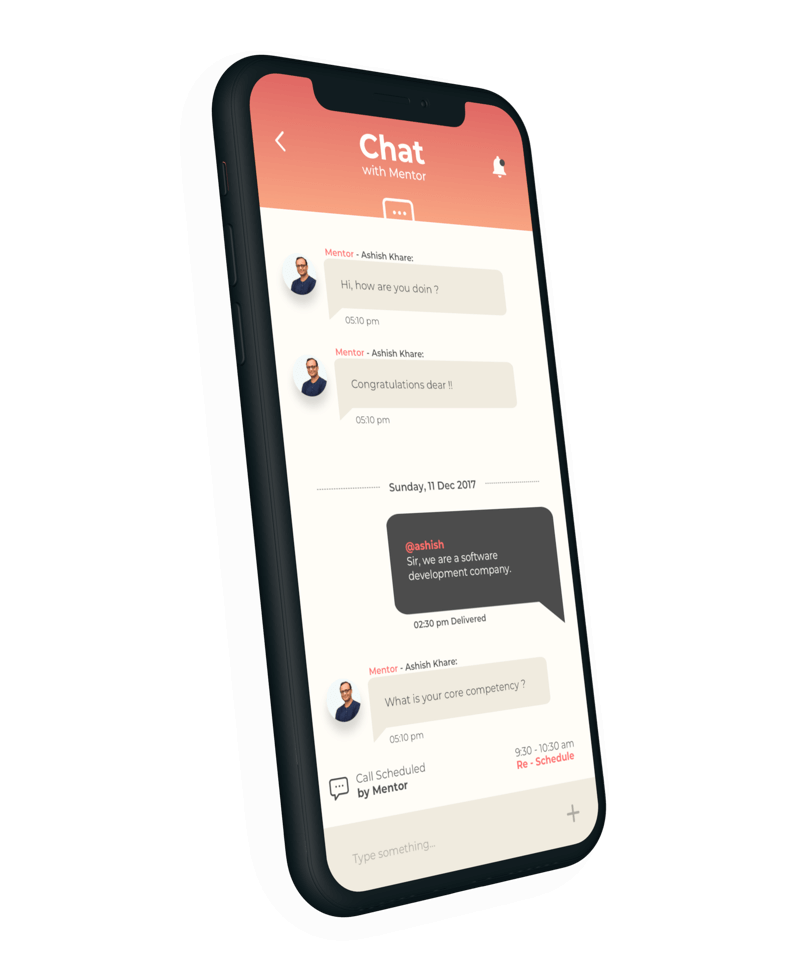 Chat
with Mentor
Mentor - Ashish Khare:
Hi, how are you doin ?
05:10 pm
Mentor - Ashish Khare:
Congratulations dear !!
05:10 pm
Sunday, 11 Dec 2017
@ashish
Sir, we are a software
development company.
02:30 pm Delivered
Mentor - Ashish Khare:
What is your core competency ?
05:10 pm
Call Scheduled
by Mentor
9:30 - 10:30 am
Re - Schedule
Type something...